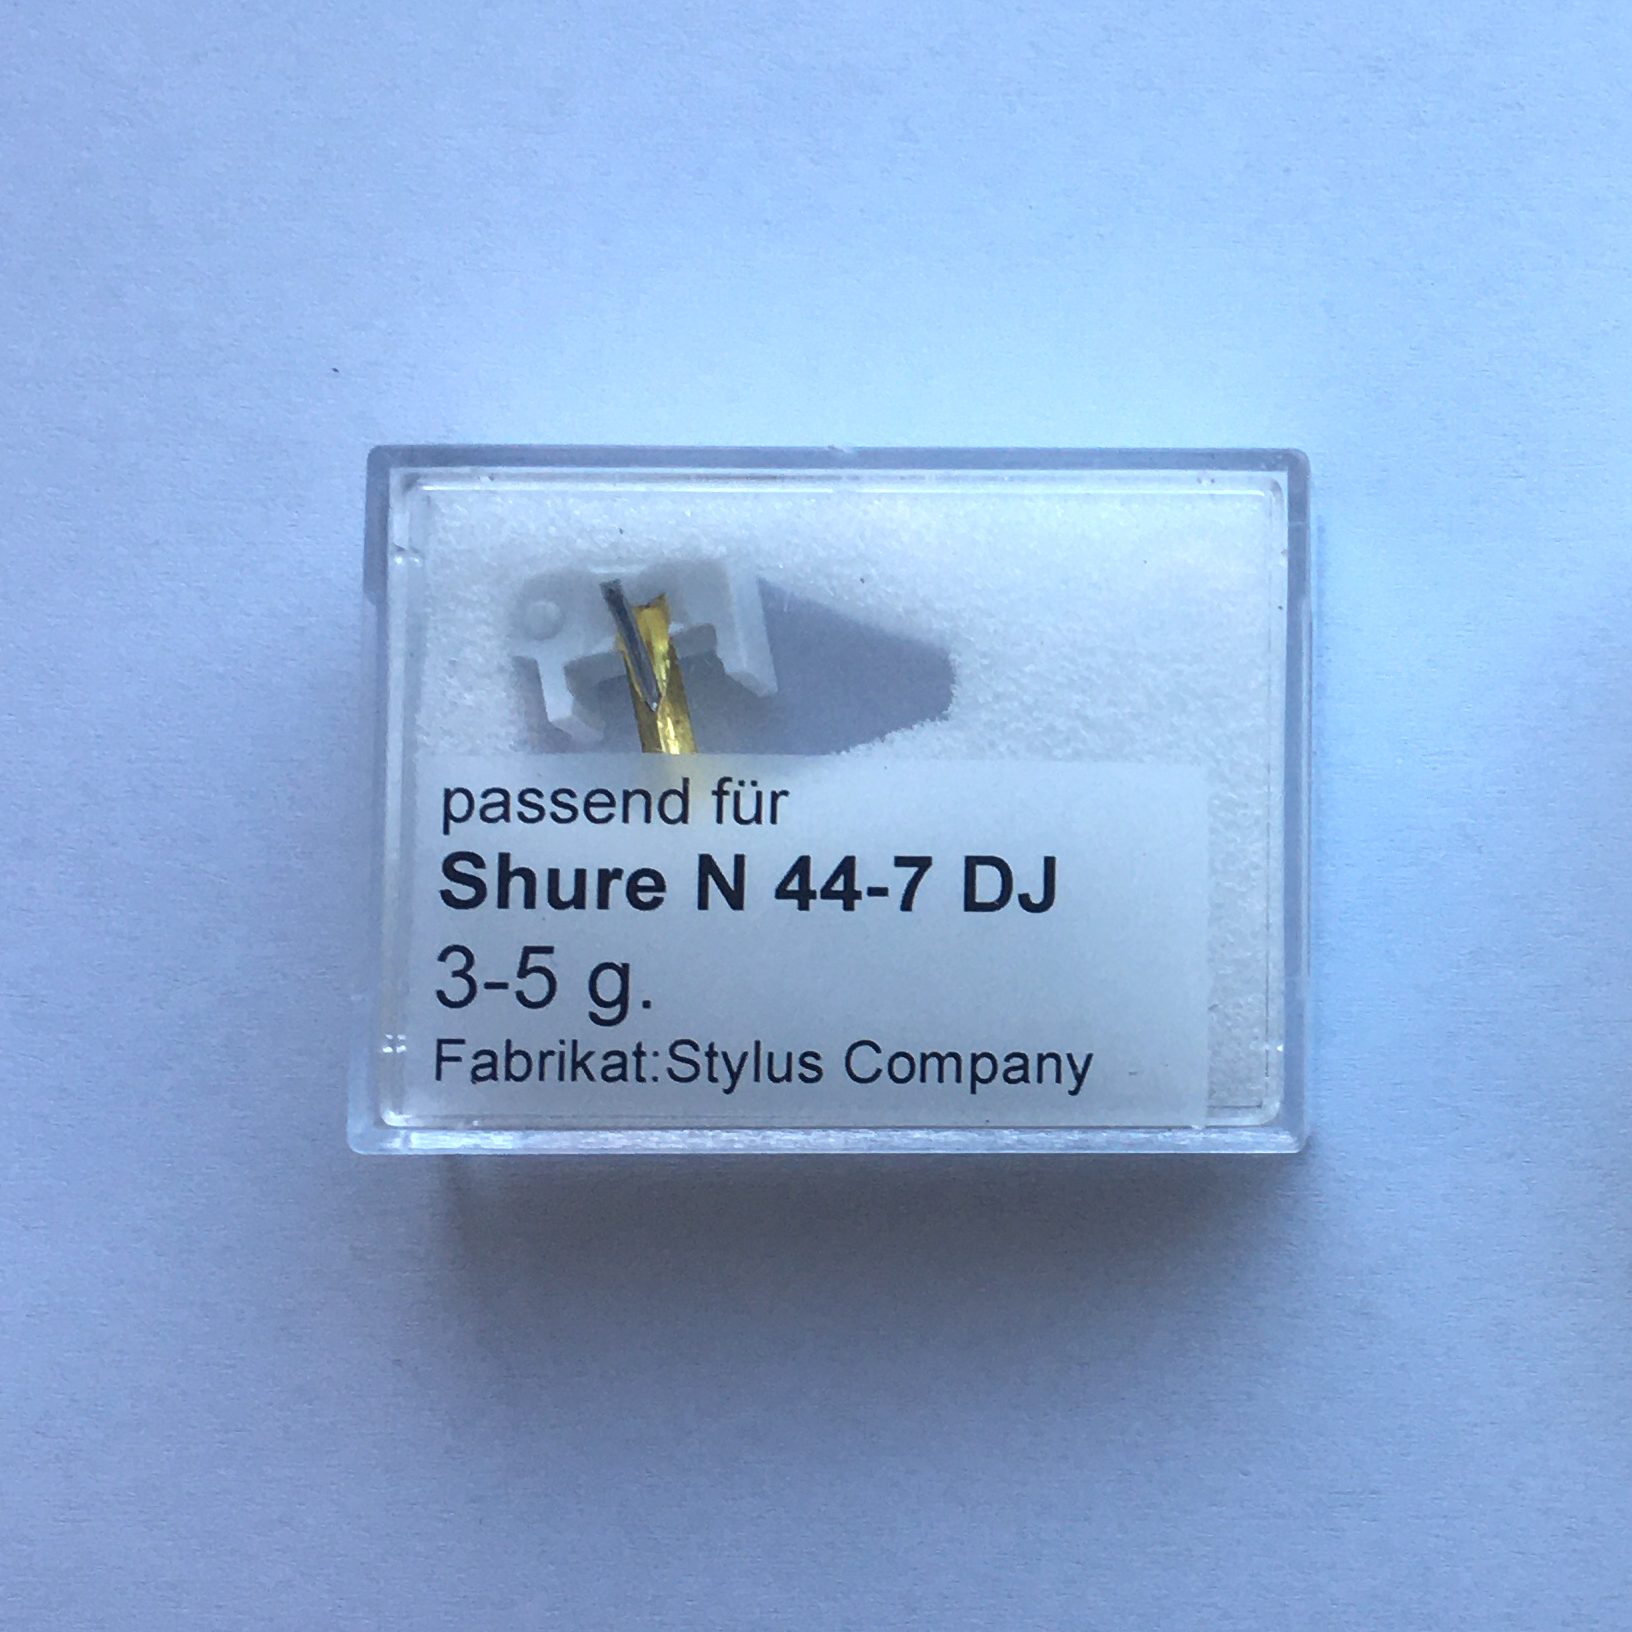 passend für
Shure N 44-7 DJ
3-5 g.
Fabrikat:Stylus Company